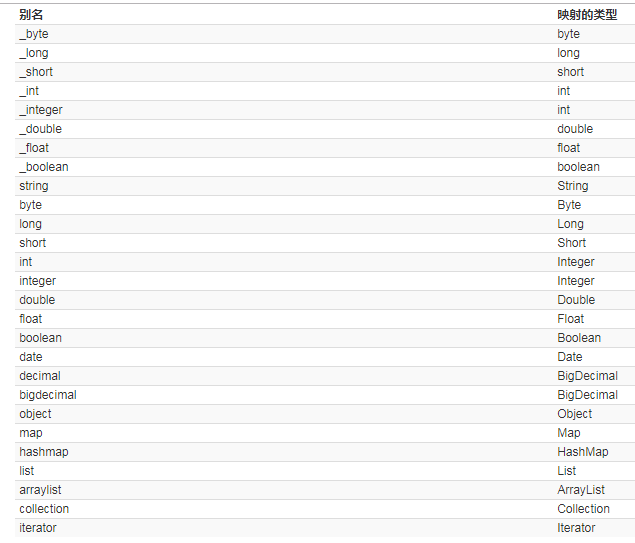 别名 映射的类型
_byte byte
_long long
_short short
_int int
_integer int
_double double
_float float
_boolean boolean
string String
byte Byte
long Long
short Short
int Integer
integer Integer
double Double
float Float
boolean Boolean
date Date
decimal BigDecimal
bigdecimal BigDecimal
object Object
map Map
hashmap HashMap
list List
arraylist ArrayList
collection Collection
iterator Iterator